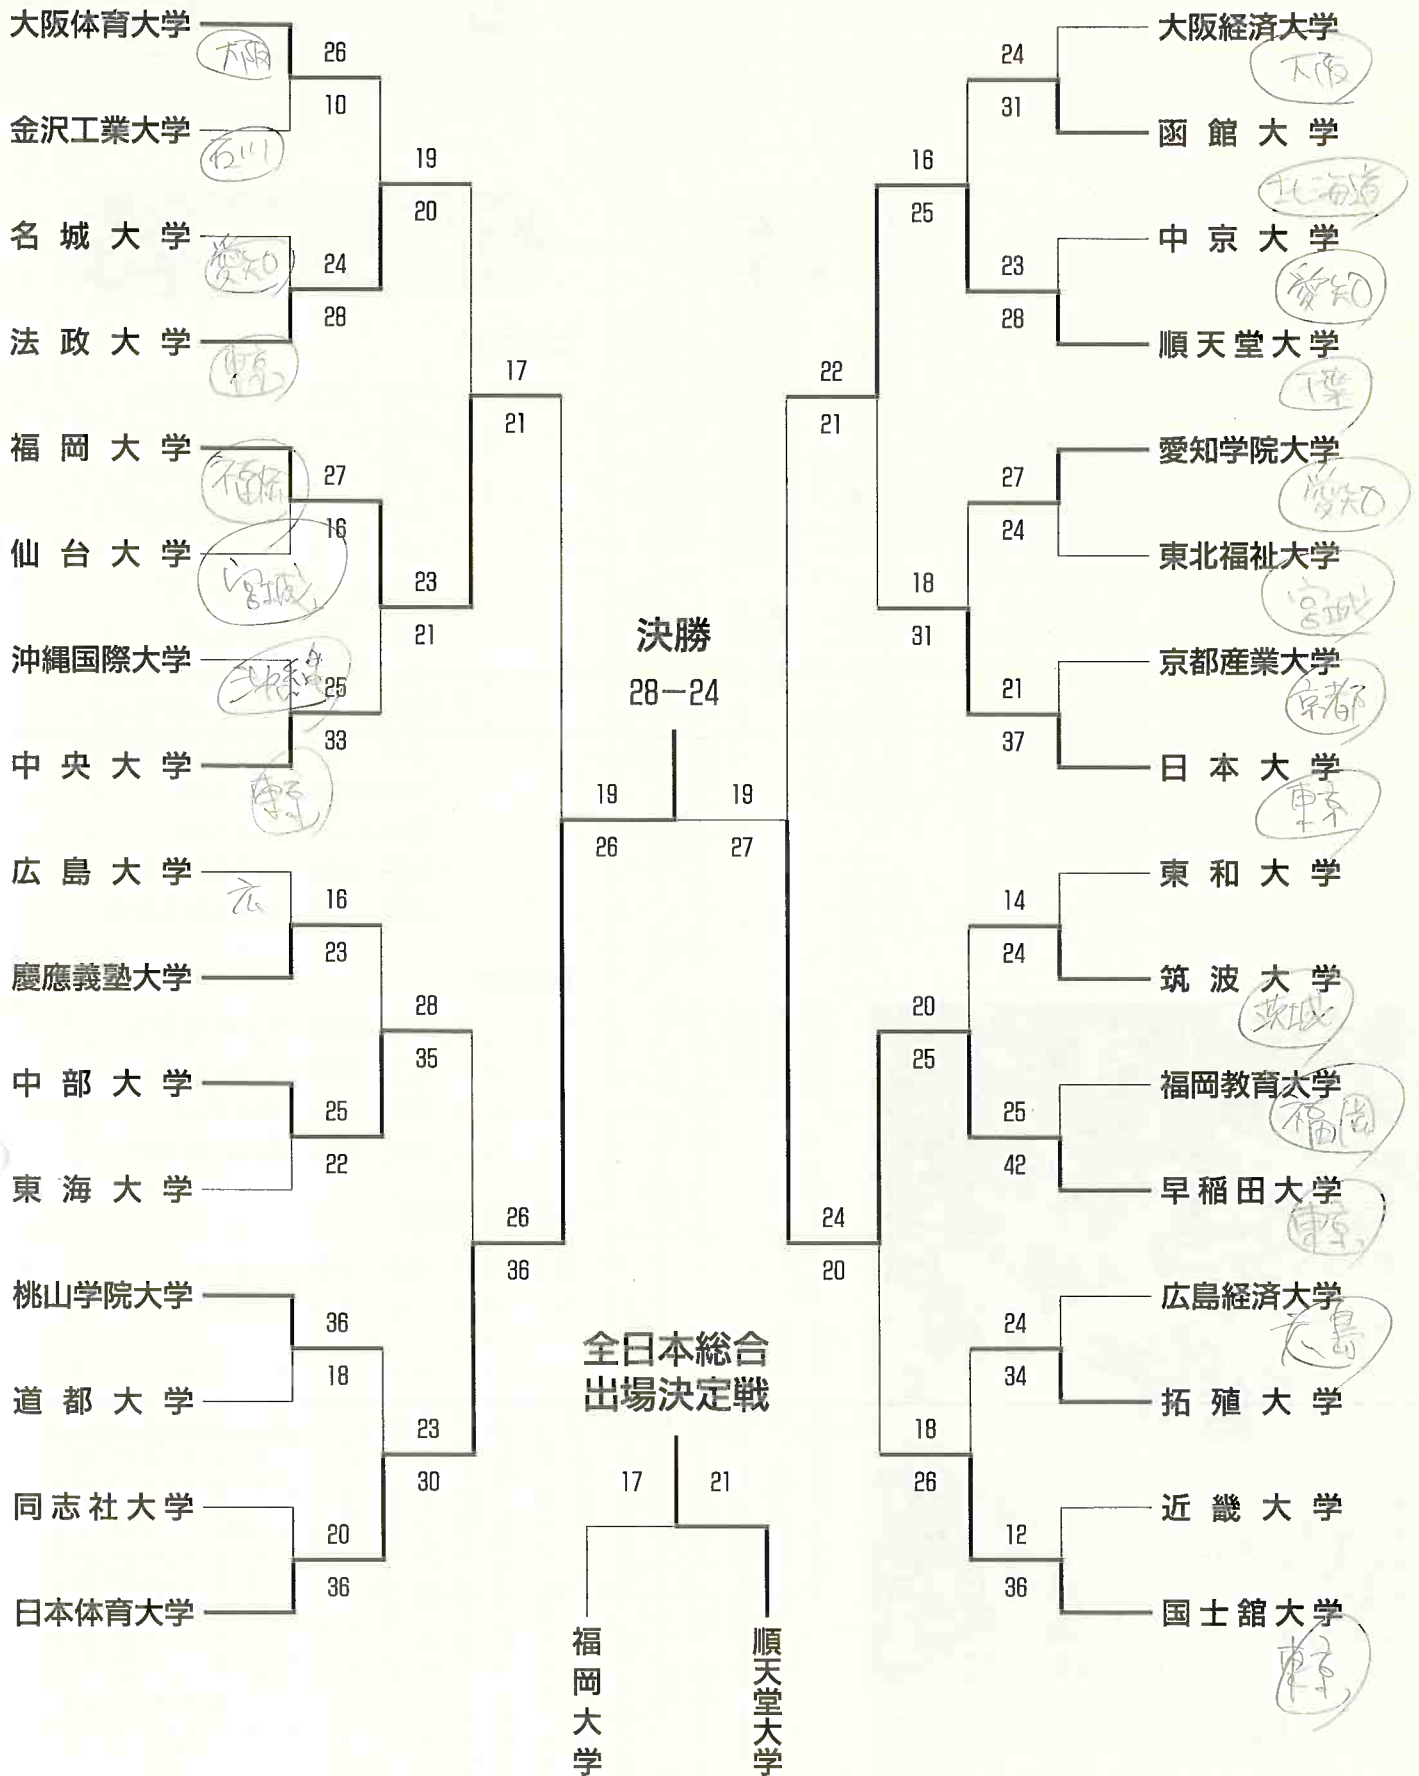 大阪体育大学
大阪
26
10
金沢工業大学
石川
19
20
名城大学
愛知
24
28
法政大学
東京
17
21
福岡大学
福岡
27
16
仙台大学
宮城
23
21
沖縄国際大学
沖縄
25
33
中央大学
東京
19
26
広島大学
広
16
23
慶應義塾大学
28
35
中部大学
25
22
東海大学
26
36
桃山学院大学
36
18
道都大学
23
30
同志社大学
20
36
日本体育大学
決勝
28―24
全日本総合
出場決定戦
17
21
福岡大学
順天堂大学
大阪経済大学
大阪
24
31
函館大学
北海道
16
25
中京大学
愛知
23
28
順天堂大学
千葉
22
21
愛知学院大学
愛知
27
24
東北福祉大学
宮城
18
31
京都産業大学
京都
21
37
日本大学
東京
19
27
東和大学
14
24
筑波大学
茨城
20
25
福岡教育大学
福岡
25
42
早稲田大学
東京
24
20
広島経済大学
広島
24
34
拓殖大学
18
26
近畿大学
12
36
国士舘大学
東京